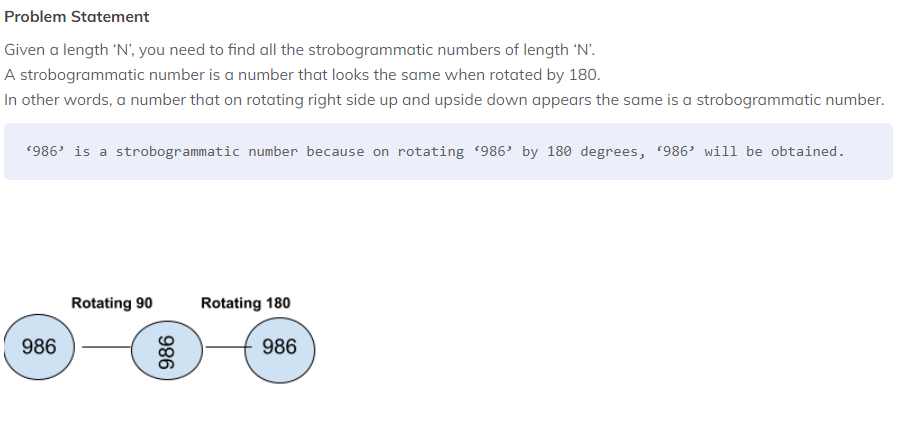 Problem Statement
Given a length ‘N’, you need to find all the strobogrammatic numbers of length ‘N’.
A strobogrammatic number is a number that looks the same when rotated by 180.
In other words, a number that on rotating right side up and upside down appears the same is a strobogrammatic number.
‘986’ is a strobogrammatic number because on rotating ‘986’ by 180 degrees, ‘986’ will be obtained.
Rotating 90 Rotating 180
986 986 986